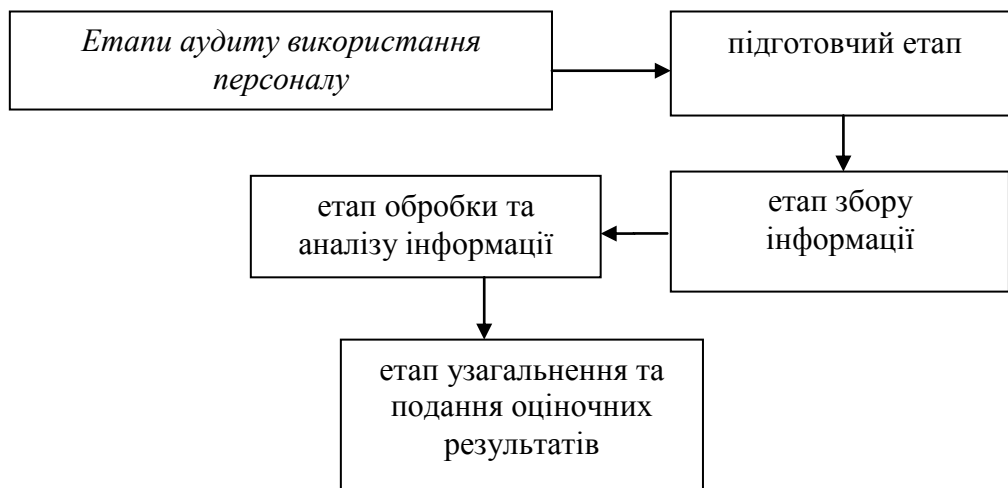 Етапи аудиту використання
персоналу
підготовчий етап
етап збору
інформації
етап обробки та
аналізу інформації
етап узагальнення та
подання оціночних
результатів